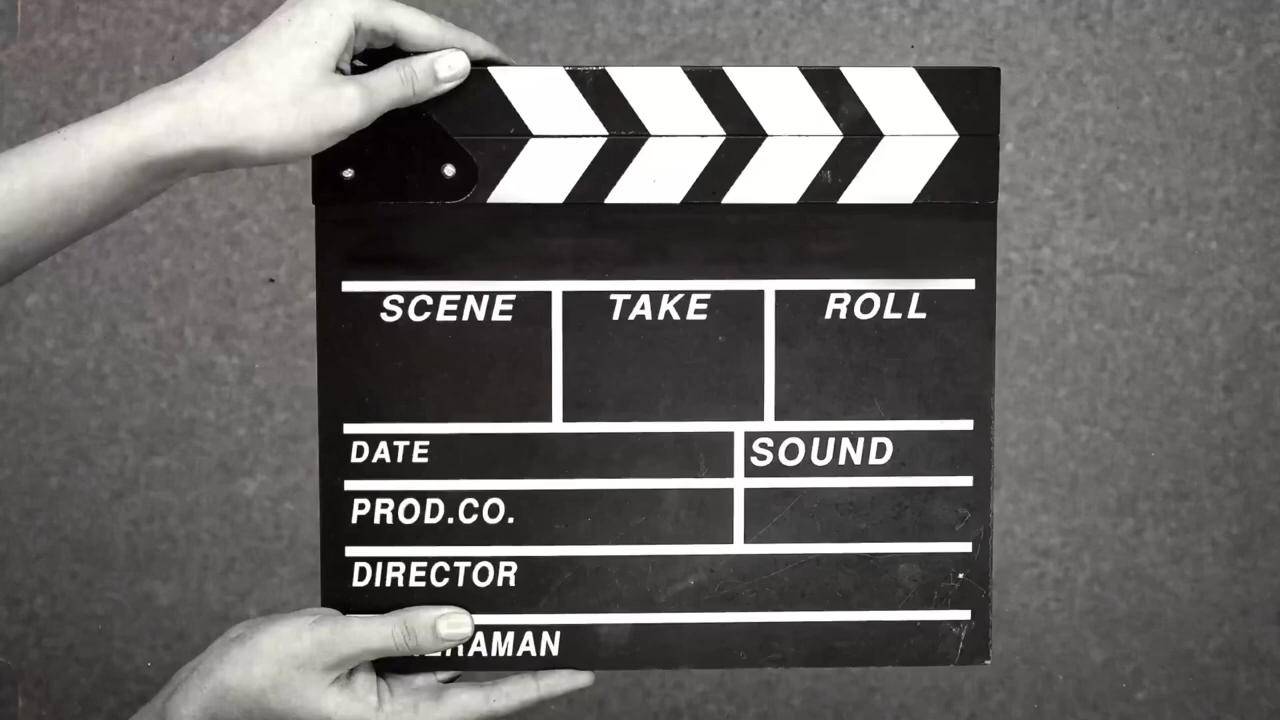 SCENE TAKE ROLL
DATE SOUND
PROD.CO.
DIRECTOR